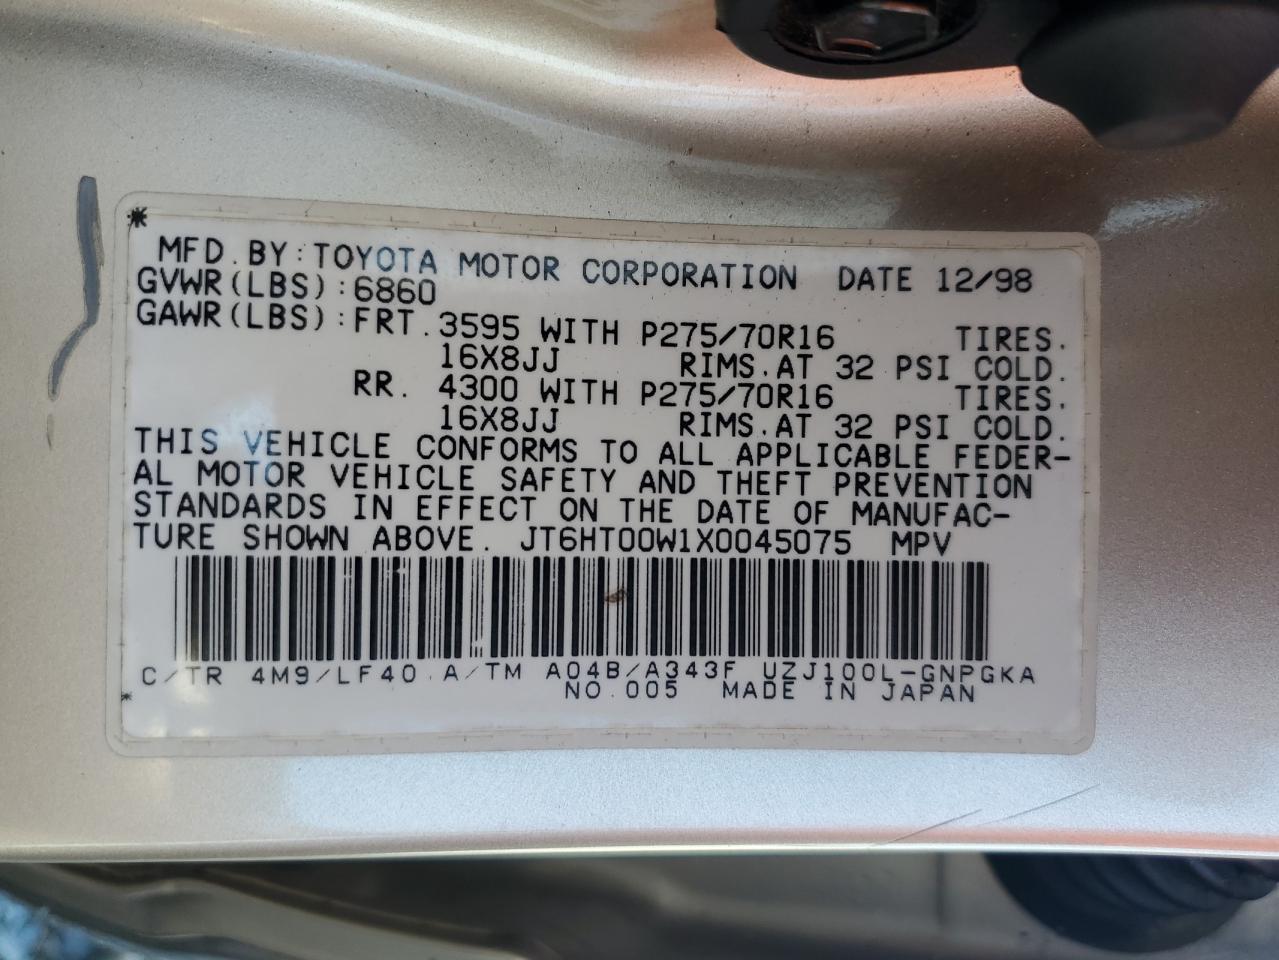 *
MFD. BY: TOYOTA MOTOR CORPORATION DATE 12/98
GVWR(LBS):6860
GAWR(LBS):FRT. 3595 WITH P275/70R16 TIRES.
16X8JJ RIMS. AT 32 PSI COLD.
RR. 4300 WITH P275/70R16 TIRES.
16X8JJ RIMS. AT 32 PSI COLD.
THIS VEHICLE CONFORMS TO ALL APPLICABLE FEDER-
AL MOTOR VEHICLE SAFETY AND THEFT PREVENTION
STANDARDS IN EFFECT ON THE DATE OF MANUFAC-
TURE SHOWN ABOVE. JT6HT00W1X0045075 MPV
C/TR 4M9/LF40 A/TM A04B/A343F UZJ100L-GNPGKA
* NO.005 MADE IN JAPAN